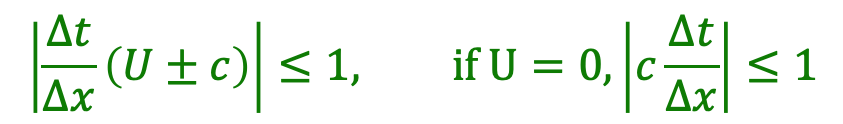 |Δt/Δx (U ± c)| ≤ 1, if U = 0, |c Δt/Δx| ≤ 1